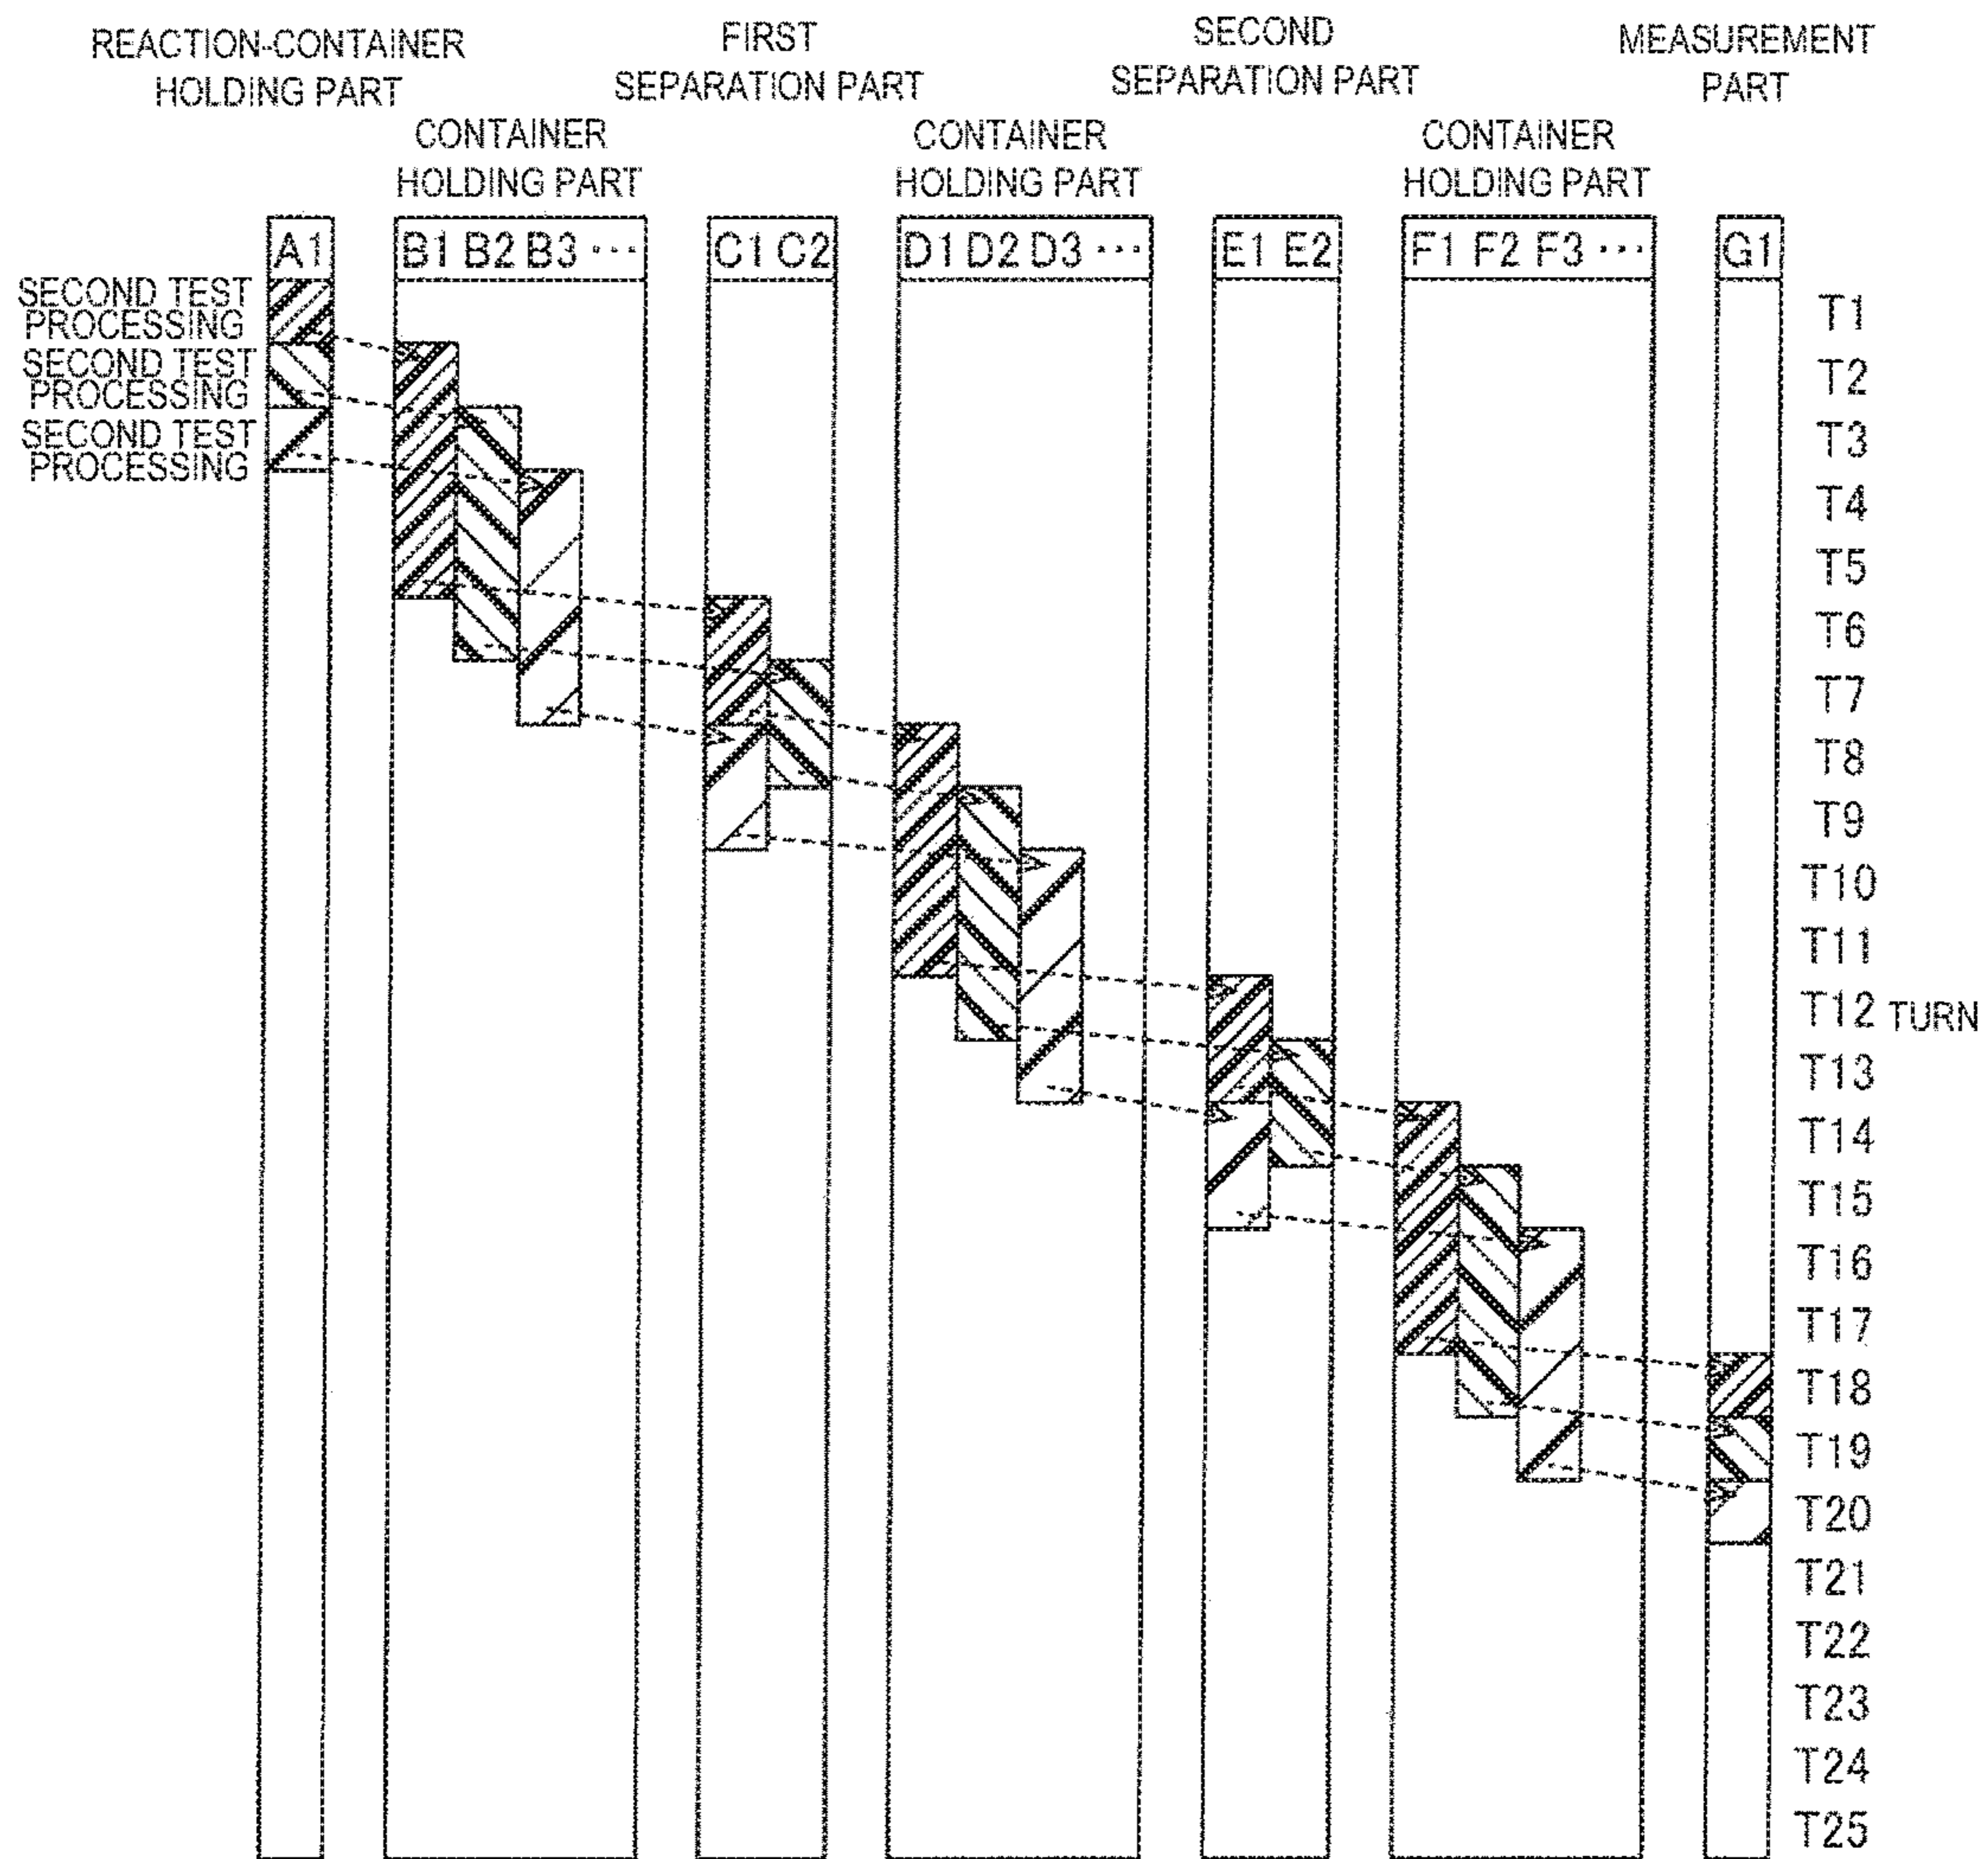 REACTION-CONTAINER
HOLDING PART
FIRST
SEPARATION PART
SECOND
SEPARATION PART
MEASUREMENT
PART
CONTAINER
HOLDING PART
CONTAINER
HOLDING PART
CONTAINER
HOLDING PART
A1
B1 B2 B3 ···
C1 C2
D1 D2 D3 ···
E1 E2
F1 F2 F3 ···
G1
SECOND TEST
PROCESSING
SECOND TEST
PROCESSING
SECOND TEST
PROCESSING
T1
T2
T3
T4
T5
T6
T7
T8
T9
T10
T11
T12 TURN
T13
T14
T15
T16
T17
T18
T19
T20
T21
T22
T23
T24
T25